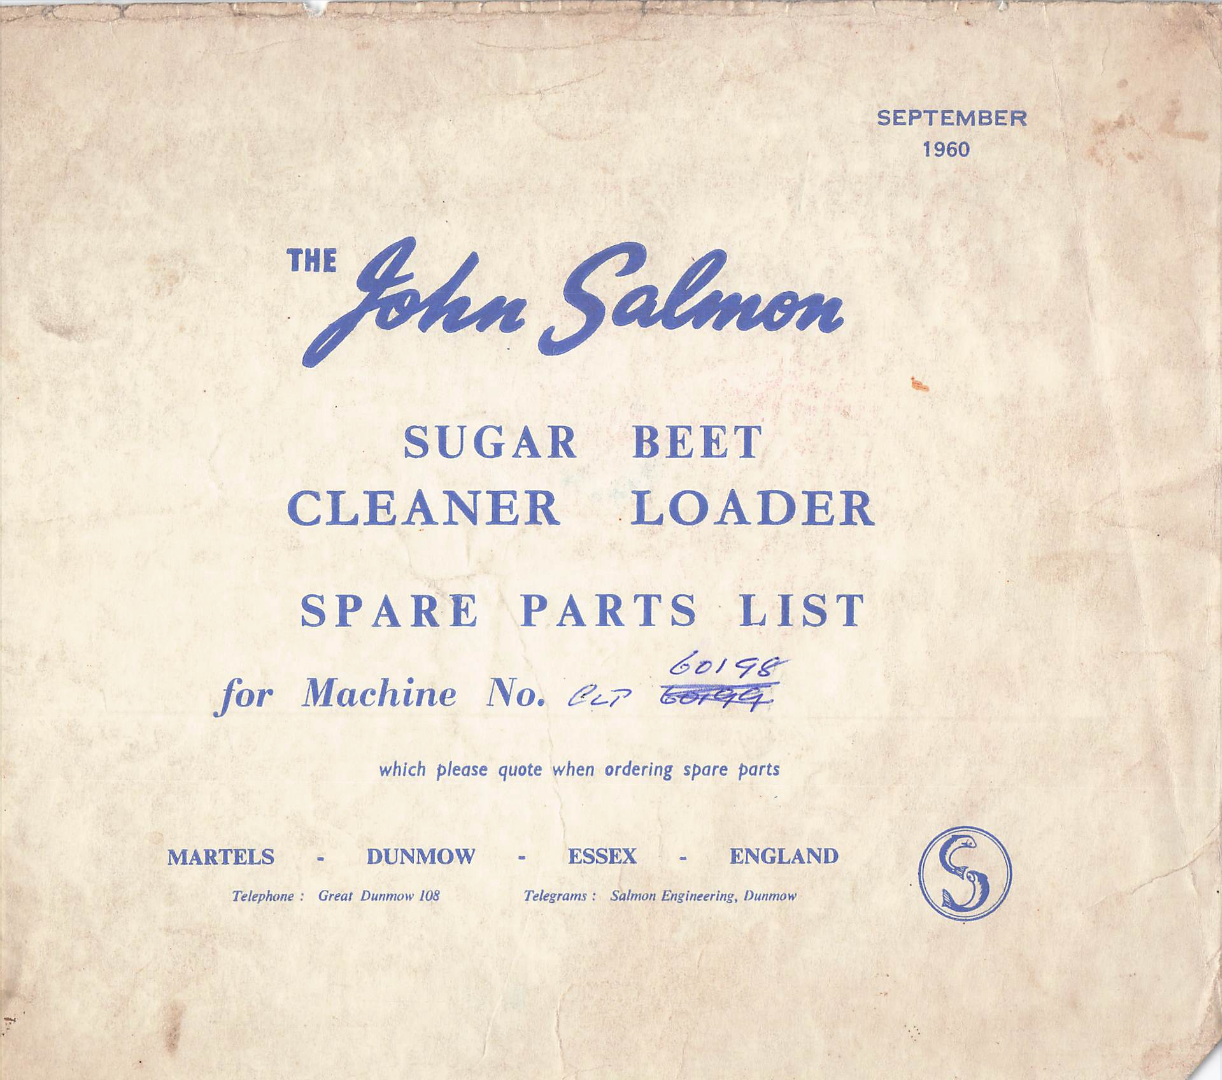 SEPTEMBER
1960
THE John Salmon
SUGAR BEET
CLEANER LOADER
SPARE PARTS LIST
60198
for Machine No. CLT 60199
which please quote when ordering spare parts
MARTELS - DUNMOW - ESSEX - ENGLAND
Telephone : Great Dunmow 108 Telegrams : Salmon Engineering, Dunmow